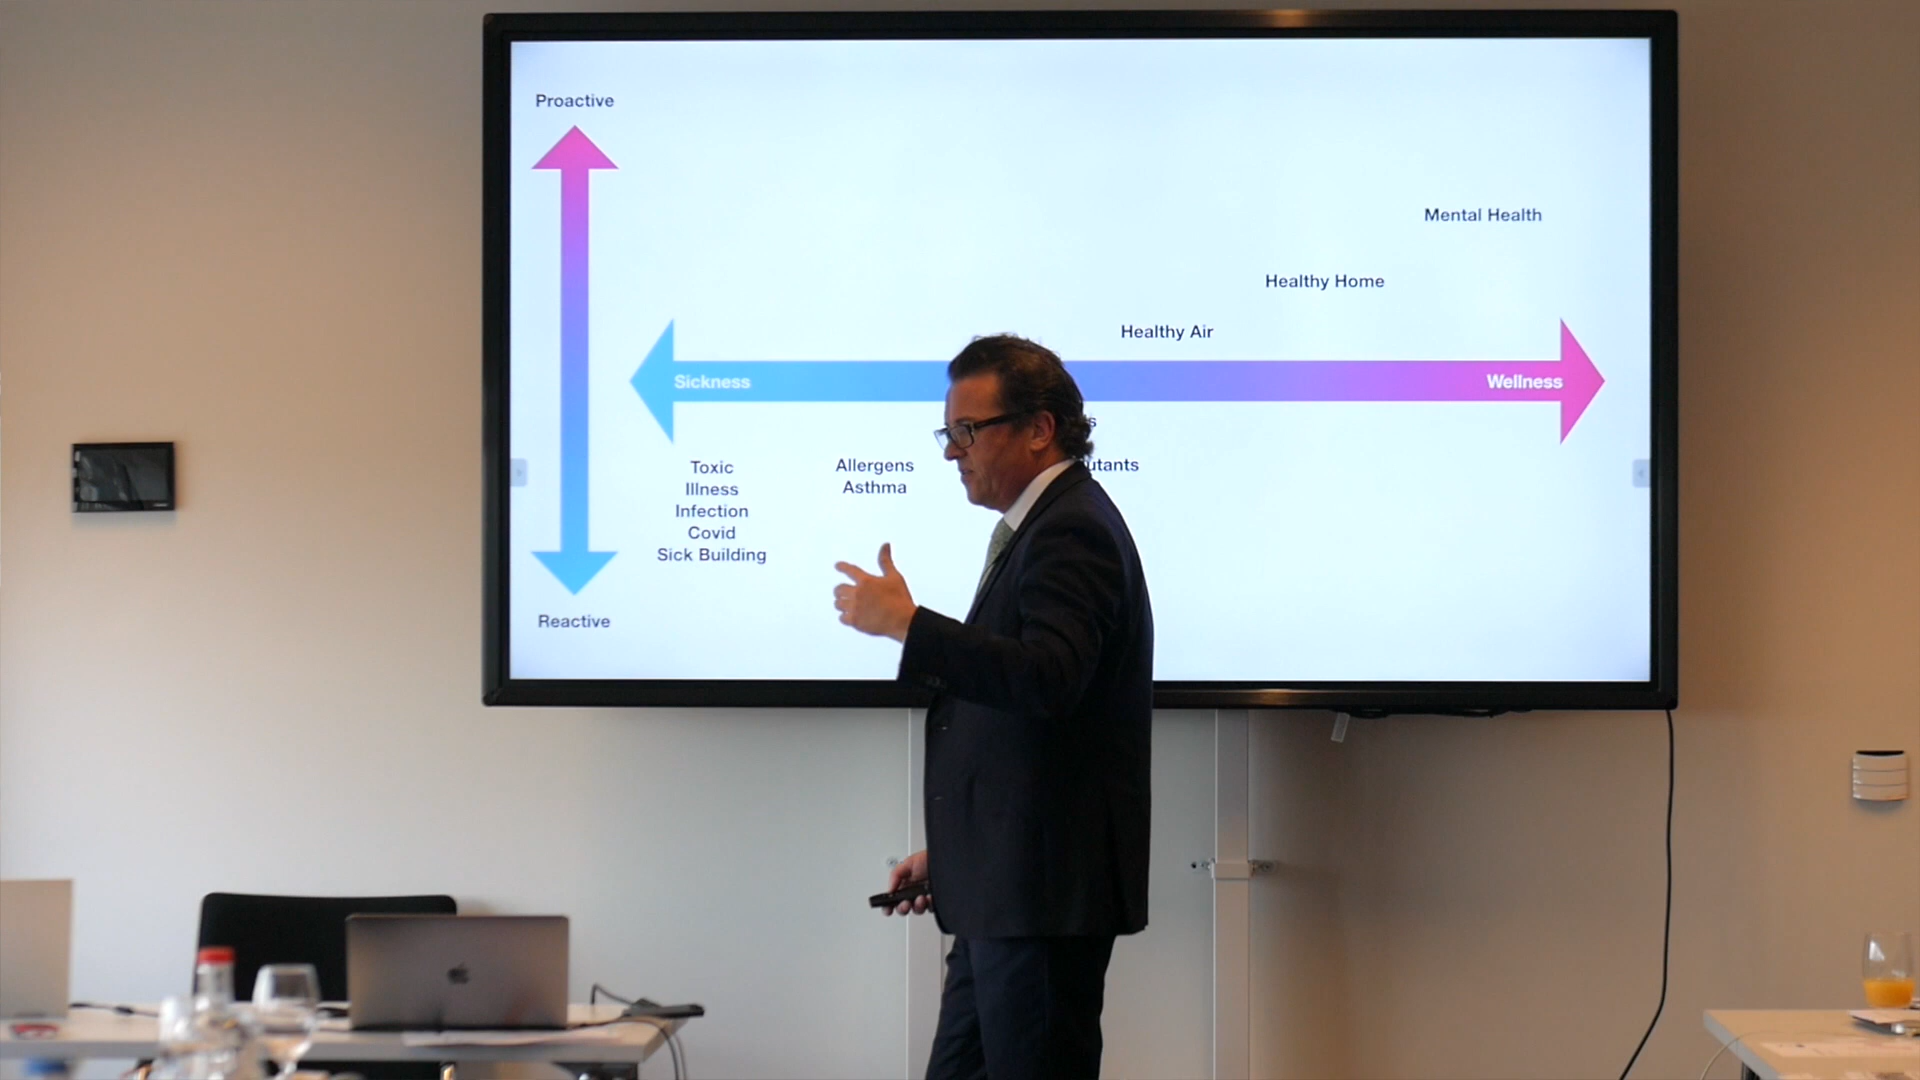 Proactive
Mental Health
Healthy Home
Healthy Air
Sickness
Wellness
Toxic
Illness
Infection
Covid
Sick Building
Allergens
Asthma
Reactive